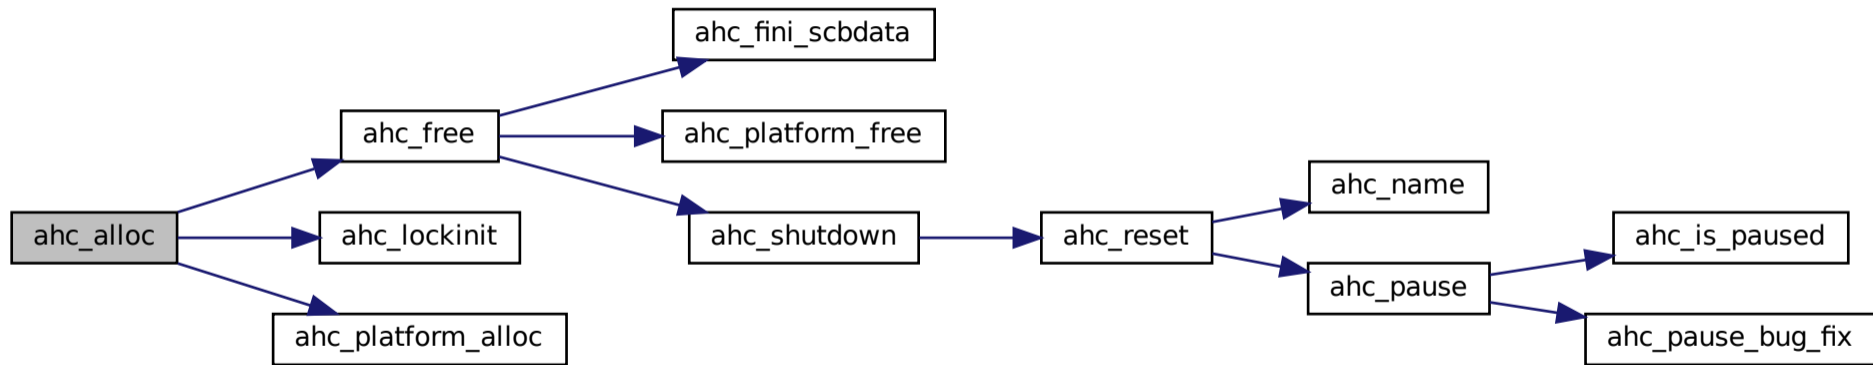 ahc_fini_scbdata
ahc_free
ahc_platform_free
ahc_name
ahc_alloc
ahc_lockinit
ahc_shutdown
ahc_reset
ahc_is_paused
ahc_pause
ahc_platform_alloc
ahc_pause_bug_fix